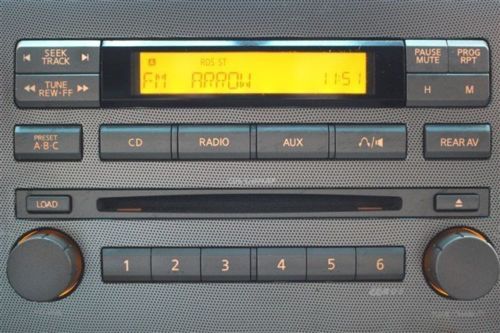 SEEK TRACK
A RDS ST
FM ARROW 11:51
PAUSE MUTE
PROG RPT
TUNE REW-FF
H M
PRESET A·B·C
CD RADIO AUX
REAR AV
LOAD
1 2 3 4 5 6